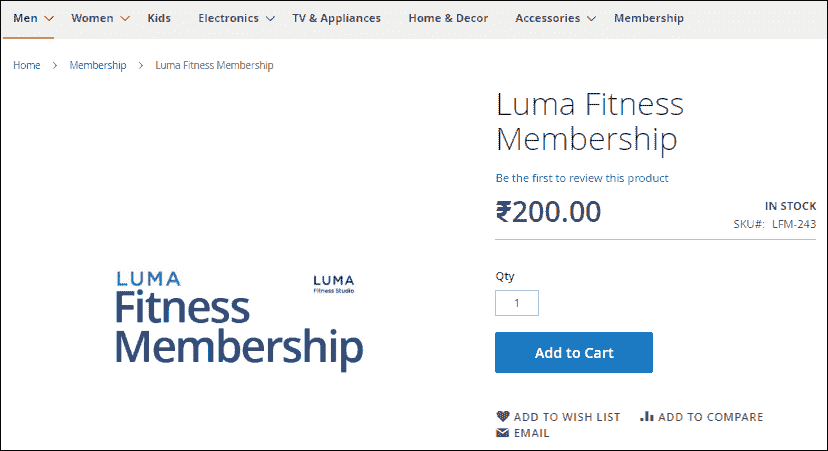 Men Women Kids Electronics TV & Appliances Home & Decor Accessories Membership
Home > Membership > Luma Fitness Membership
Luma Fitness
Membership
Be the first to review this product
₹200.00
IN STOCK
SKU#: LFM-243
Qty
1
Add to Cart
ADD TO WISH LIST ADD TO COMPARE
EMAIL
LUMA
Fitness
Membership
LUMA
Fitness Studio